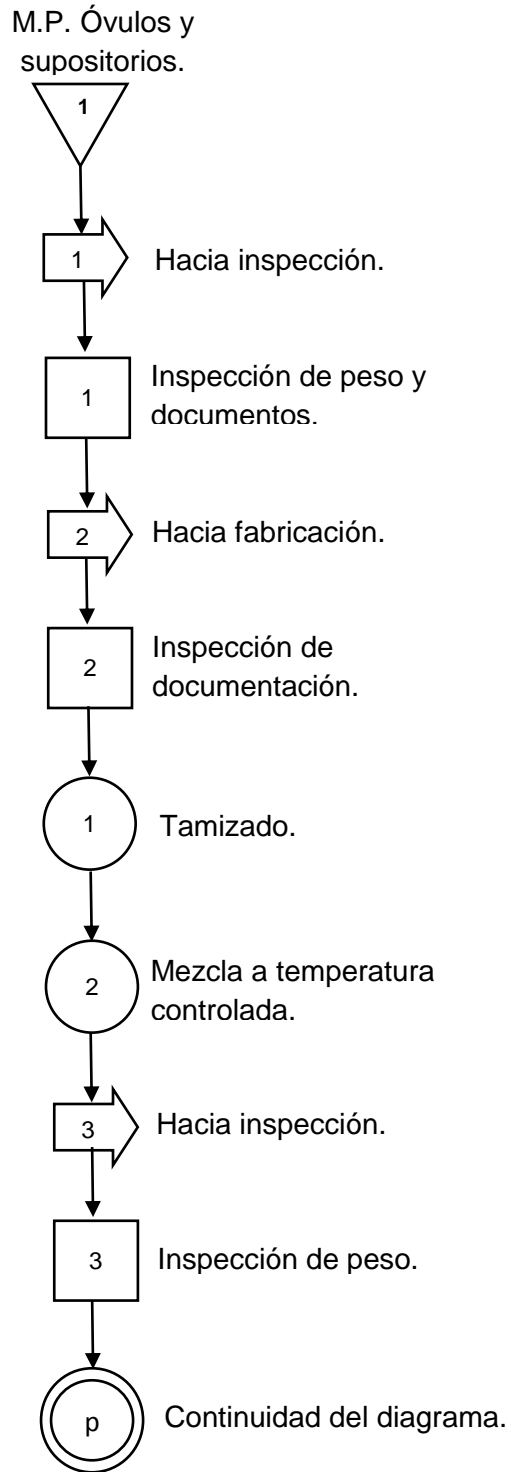 M.P. Óvulos y
supositorios.
1
1
Hacia inspección.
1
Inspección de peso y
documentos.
2
Hacia fabricación.
2
Inspección de
documentación.
1
Tamizado.
2
Mezcla a temperatura
controlada.
3
Hacia inspección.
3
Inspección de peso.
p
Continuidad del diagrama.